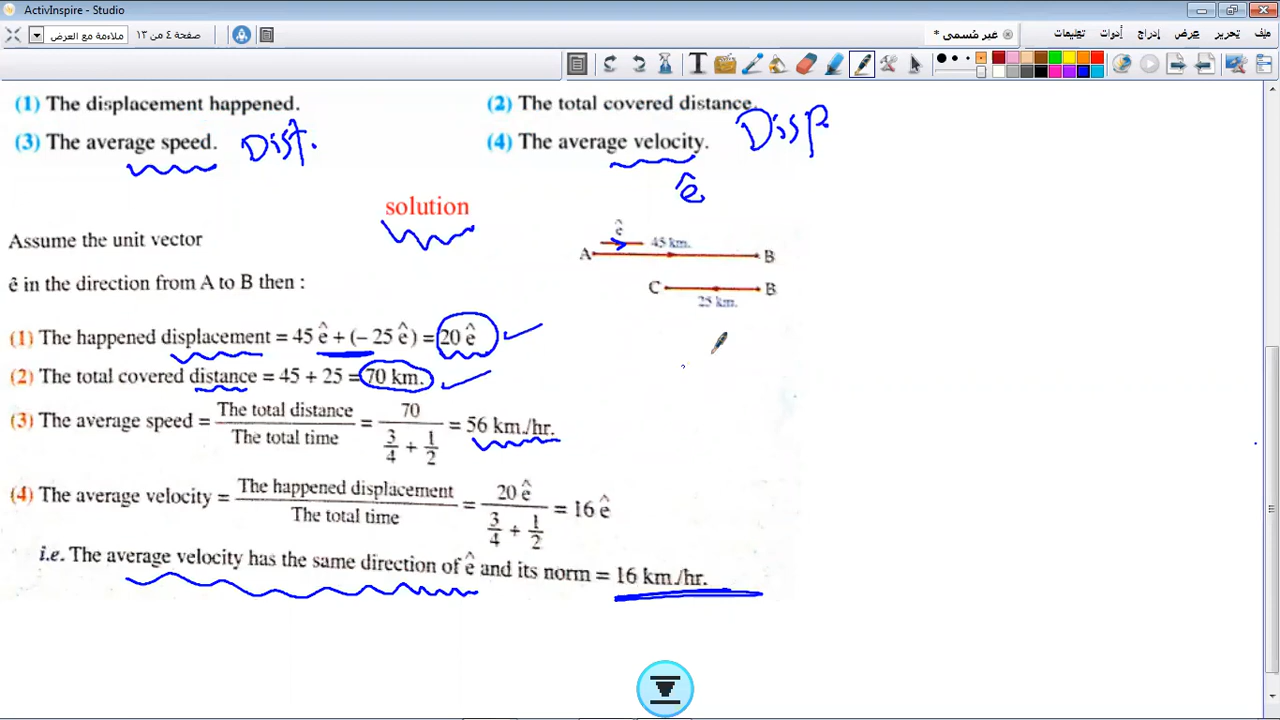 ActivInspire - Studio
ملف تحرير عرض إدراج أدوات تعليمات
غير مُسمى *
صفحة ٤ من ١٣
ملاءمة مع العرض
(1) The displacement happened.
(2) The total covered distance.
(3) The average speed. Dist.
(4) The average velocity. Disp.
ê
solution
Assume the unit vector
ê in the direction from A to B then :
ê
A 45 km. B
C B
25 km.
(1) The happened displacement = 45 ê + (– 25 ê) = 20 ê
(2) The total covered distance = 45 + 25 = 70 km.
(3) The average speed = The total distance / The total time = 70 / (3/4 + 1/2) = 56 km./hr.
(4) The average velocity = The happened displacement / The total time = 20 ê / (3/4 + 1/2) = 16 ê
i.e. The average velocity has the same direction of ê and its norm = 16 km./hr.